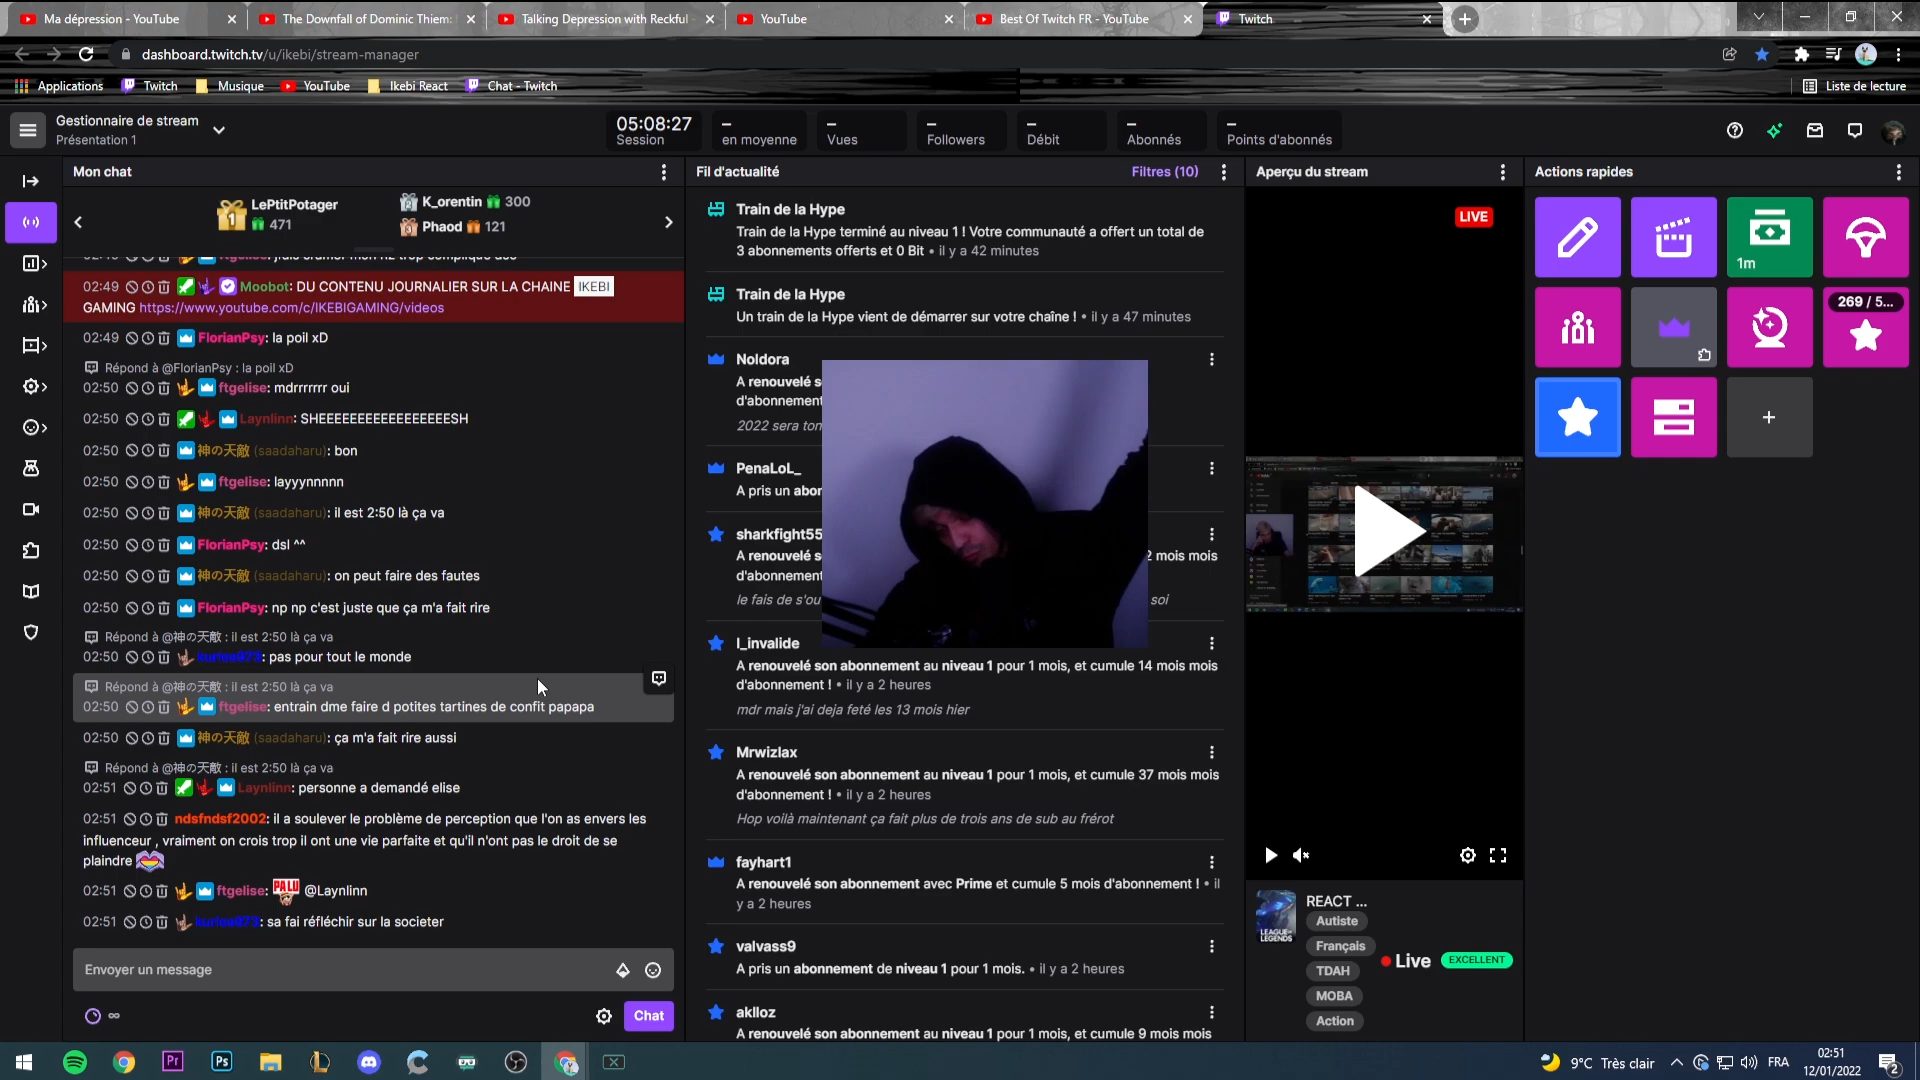 Ma dépression - YouTube
The Downfall of Dominic Thiem:
Talking Depression with Reckful
YouTube
Best Of Twitch FR - YouTube
Twitch
dashboard.twitch.tv/u/ikebi/stream-manager
Applications
Twitch
Musique
YouTube
Ikebi React
Chat - Twitch
Liste de lecture
Gestionnaire de stream
Présentation 1
05:08:27
Session
–
en moyenne
–
Vues
–
Followers
–
Débit
–
Abonnés
–
Points d'abonnés
Mon chat
LePtitPotager
471
K_orentin 300
Phaod 121
02:49 Moobot: DU CONTENU JOURNALIER SUR LA CHAINE IKEBI
GAMING https://www.youtube.com/c/IKEBIGAMING/videos
02:49 FlorianPsy: la poil xD
Répond à @FlorianPsy : la poil xD
02:50 ftgelise: mdrrrrrrr oui
02:50 Laynlinn: SHEEEEEEEEEEEEEEEEESH
02:50 神の天敵 (saadaharu): bon
02:50 ftgelise: layyynnnnn
02:50 神の天敵 (saadaharu): il est 2:50 là ça va
02:50 FlorianPsy: dsl ^^
02:50 神の天敵 (saadaharu): on peut faire des fautes
02:50 FlorianPsy: np np c'est juste que ça m'a fait rire
Répond à @神の天敵 : il est 2:50 là ça va
02:50 : pas pour tout le monde
Répond à @神の天敵 : il est 2:50 là ça va
02:50 ftgelise: entrain dme faire d potites tartines de confit papapa
02:50 神の天敵 (saadaharu): ça m'a fait rire aussi
Répond à @神の天敵 : il est 2:50 là ça va
02:51 Laynlinn: personne a demandé elise
02:51 ndsfndsf2002: il a soulever le problème de perception que l'on as envers les
influenceur , vraiment on crois trop il ont une vie parfaite et qu'il n'ont pas le droit de se
plaindre
02:51 ftgelise: PALU @Laynlinn
02:51 : sa fai réfléchir sur la societer
Envoyer un message
Chat
Fil d'actualité
Filtres (10)
Train de la Hype
Train de la Hype terminé au niveau 1 ! Votre communauté a offert un total de
3 abonnements offerts et 0 Bit • il y a 42 minutes
Train de la Hype
Un train de la Hype vient de démarrer sur votre chaîne ! • il y a 47 minutes
Noldora
A renouvelé s
d'abonnement
2022 sera ton
PenaLoL_
A pris un abon
sharkfight55
A renouvelé s 2 mois mois
d'abonnement
le fais de s'ou soi
I_invalide
A renouvelé son abonnement au niveau 1 pour 1 mois, et cumule 14 mois mois
d'abonnement ! • il y a 2 heures
mdr mais j'ai deja feté les 13 mois hier
Mrwizlax
A renouvelé son abonnement au niveau 1 pour 1 mois, et cumule 37 mois mois
d'abonnement ! • il y a 2 heures
Hop voilà maintenant ça fait plus de trois ans de sub au frérot
fayhart1
A renouvelé son abonnement avec Prime et cumule 5 mois d'abonnement ! • il
y a 2 heures
valvass9
A pris un abonnement de niveau 1 pour 1 mois. • il y a 2 heures
aklloz
A renouvelé son abonnement au niveau 1 pour 1 mois, et cumule 9 mois mois
Aperçu du stream
LIVE
LEAGUE OF LEGENDS
REACT ...
Autiste
Français
TDAH
MOBA
Action
Live
EXCELLENT
Actions rapides
1m
269 / 5...
9°C Très clair
FRA
02:51
12/01/2022
2